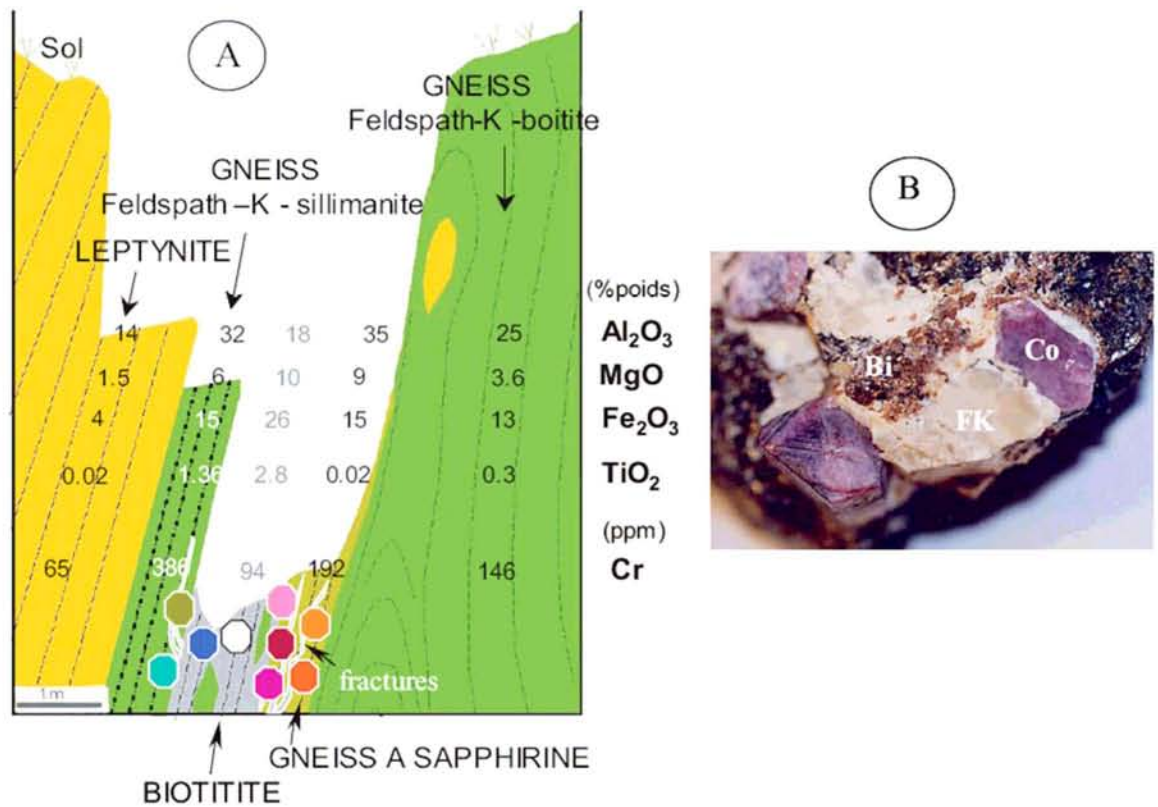 Sol
A
GNEISS
Feldspath-K -boitite
GNEISS
Feldspath –K - sillimanite
LEPTYNITE
B
(%poids)
14 32 18 35 25 Al₂O₃
1.5 6 10 9 3.6 MgO
4 15 26 15 13 Fe₂O₃
0.02 1.36 2.8 0.02 0.3 TiO₂
(ppm)
65 386 94 192 146 Cr
fractures
1m
GNEISS A SAPPHIRINE
BIOTITITE
Co
Bi
FK